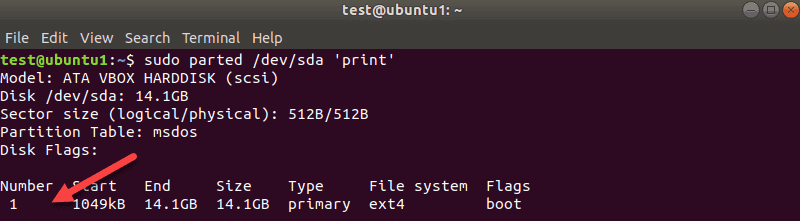 test@ubuntu1: ~
File Edit View Search Terminal Help
test@ubuntu1:~$ sudo parted /dev/sda 'print'
Model: ATA VBOX HARDDISK (scsi)
Disk /dev/sda: 14.1GB
Sector size (logical/physical): 512B/512B
Partition Table: msdos
Disk Flags:
Number  Start   End     Size    Type     File system  Flags
 1      1049kB  14.1GB  14.1GB  primary  ext4         boot